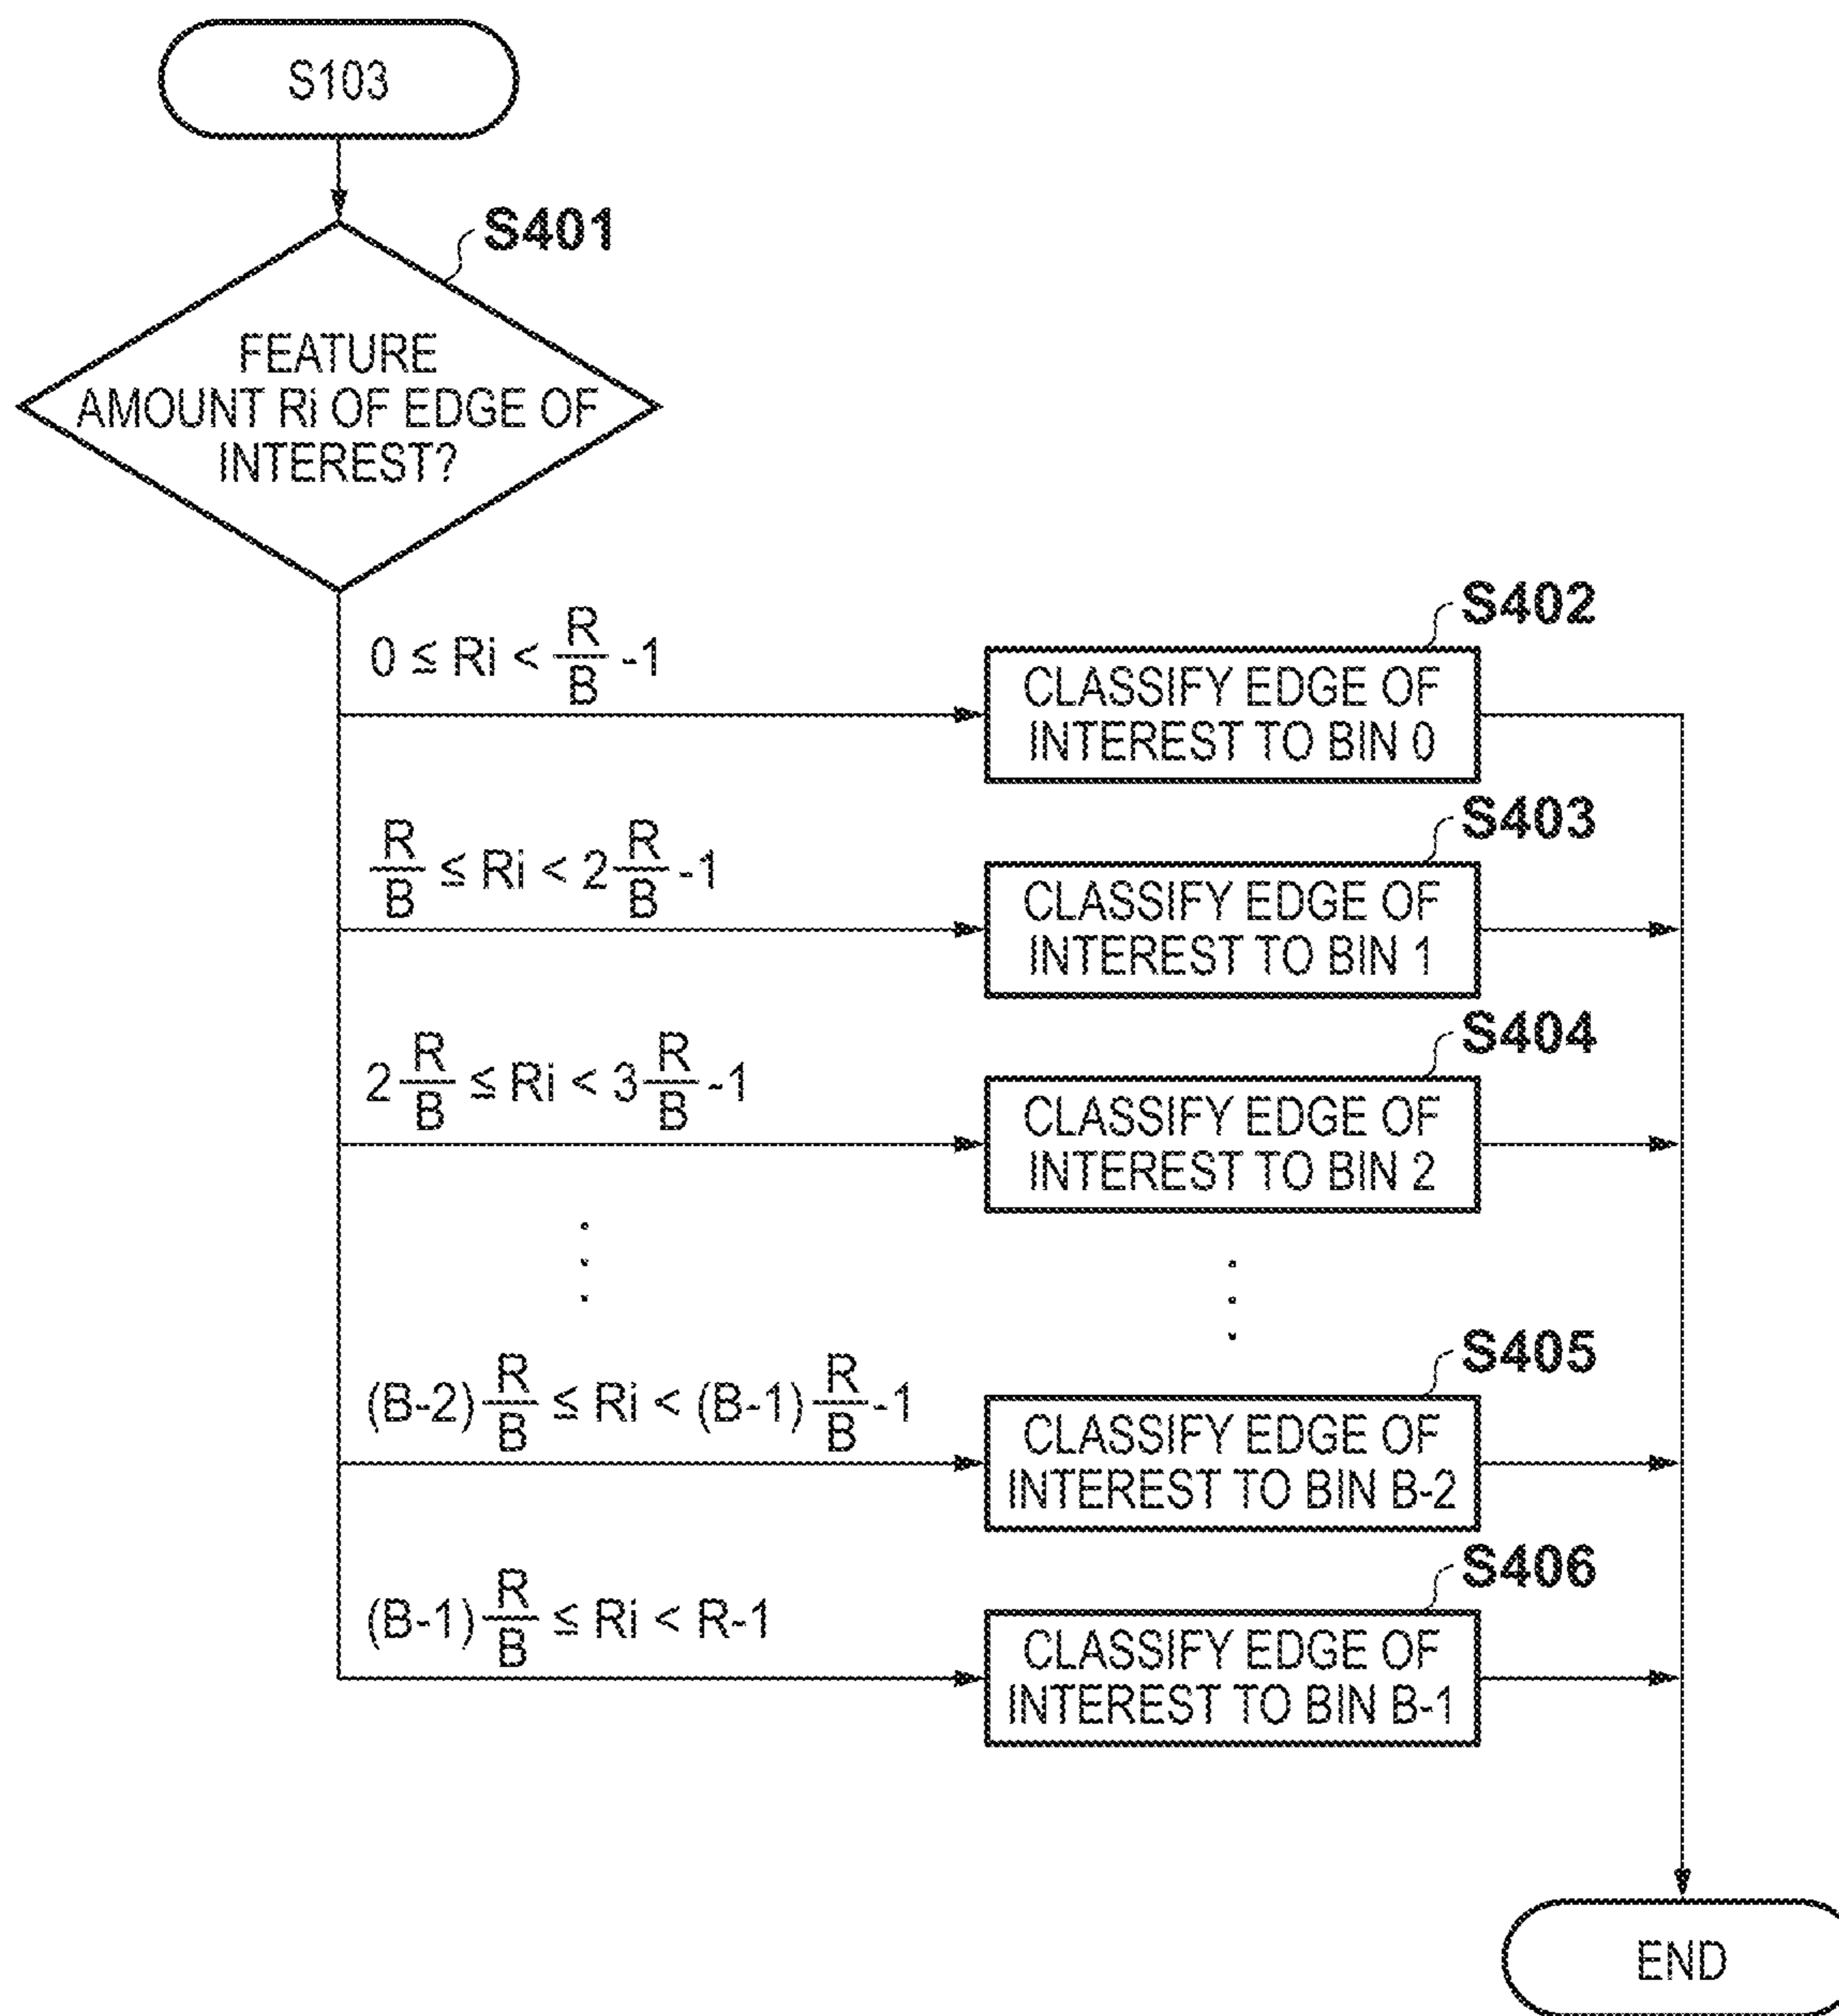 S103
S401
FEATURE
AMOUNT Ri OF EDGE OF
INTEREST?
0 ≤ Ri < R/B -1
S402
CLASSIFY EDGE OF
INTEREST TO BIN 0
R/B ≤ Ri < 2 R/B -1
S403
CLASSIFY EDGE OF
INTEREST TO BIN 1
2 R/B ≤ Ri < 3 R/B -1
S404
CLASSIFY EDGE OF
INTEREST TO BIN 2
(B-2) R/B ≤ Ri < (B-1) R/B -1
S405
CLASSIFY EDGE OF
INTEREST TO BIN B-2
(B-1) R/B ≤ Ri < R-1
S406
CLASSIFY EDGE OF
INTEREST TO BIN B-1
END